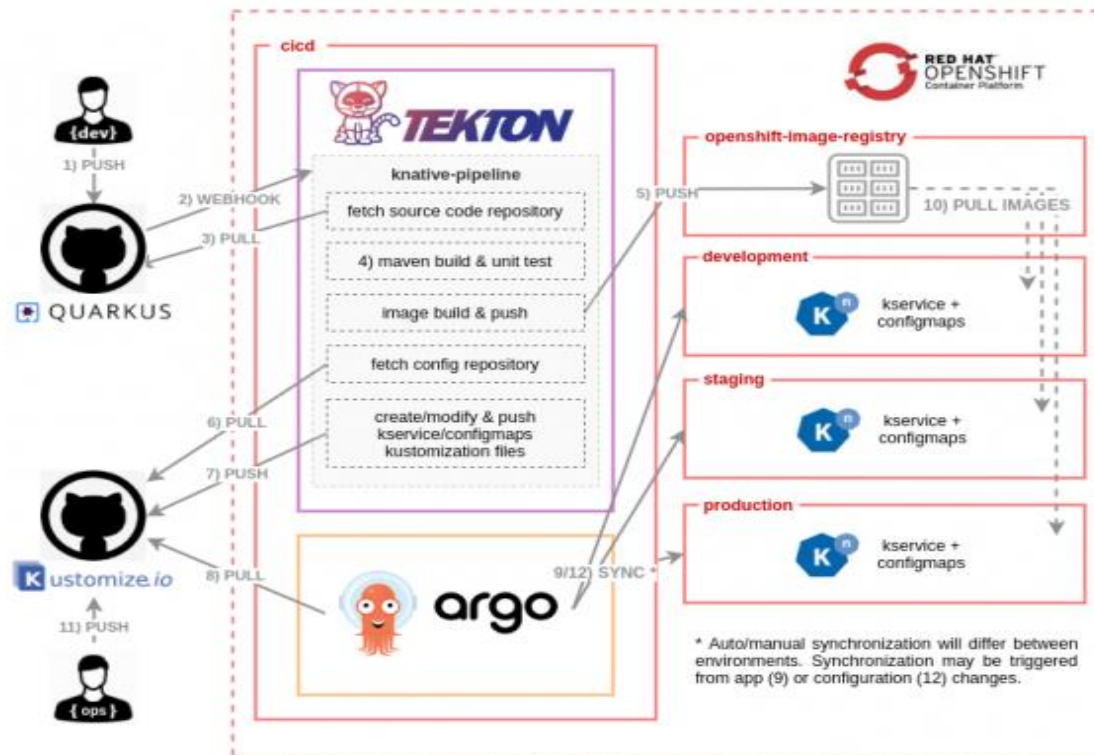 cicd
RED HAT
OPENSHIFT
Container Platform
{dev}
1) PUSH
TEKTON
openshift-image-registry
knative-pipeline
2) WEBHOOK
fetch source code repository
5) PUSH
10) PULL IMAGES
3) PULL
4) maven build & unit test
development
QUARKUS
image build & push
K n
kservice +
configmaps
fetch config repository
staging
6) PULL
create/modify & push
kservice/configmaps
kustomization files
K n
kservice +
configmaps
7) PUSH
production
K n
kservice +
configmaps
Kustomize.io
8) PULL
argo
9/12) SYNC *
11) PUSH
* Auto/manual synchronization will differ between
environments. Synchronization may be triggered
from app (9) or configuration (12) changes.
{ ops }